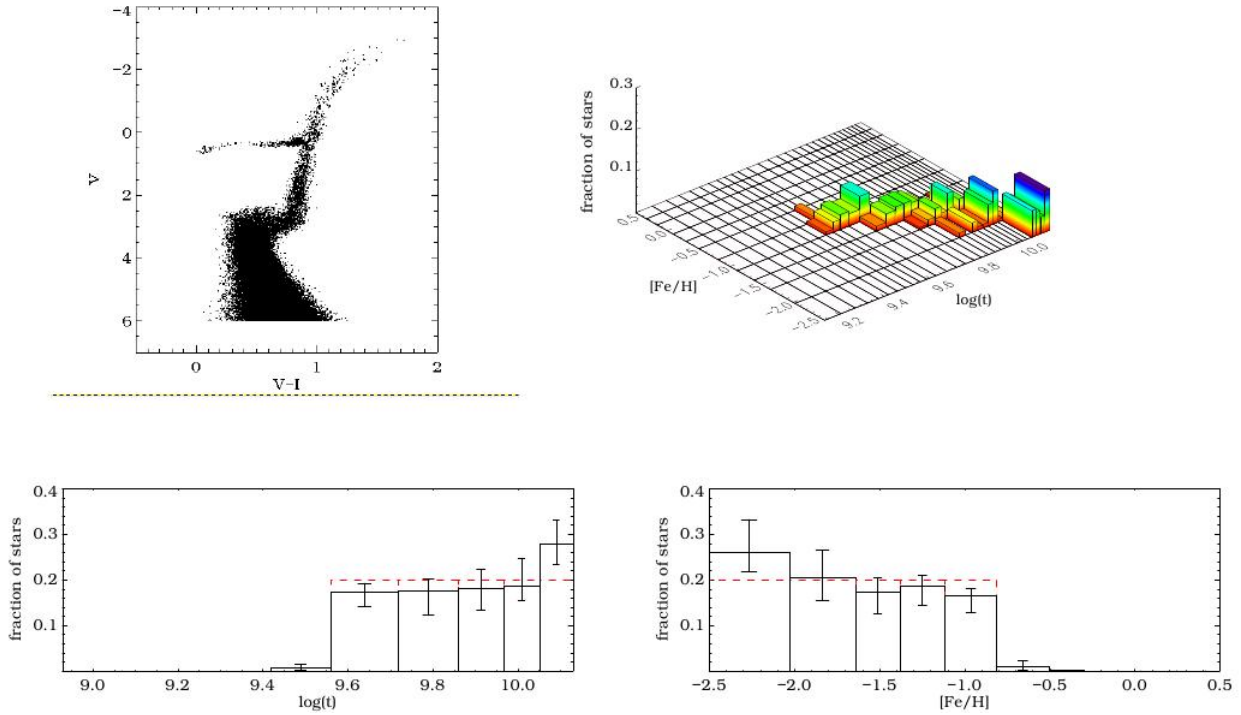 −4
−2
0
2
4
6
V
0 1 2
V−I
0.3
0.2
0.1
fraction of stars
0.5
0.0
−0.5
−1.0
−1.5
−2.0
−2.5
[Fe/H]
9.2
9.4
9.6
9.8
10.0
log(t)
0.4
0.3
0.2
0.1
fraction of stars
9.0 9.2 9.4 9.6 9.8 10.0
log(t)
0.4
0.3
0.2
0.1
fraction of stars
−2.5 −2.0 −1.5 −1.0 −0.5 0.0 0.5
[Fe/H]